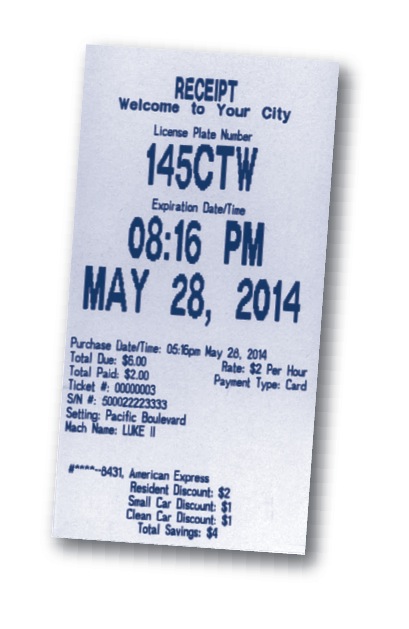 RECEIPT
Welcome to Your City
License Plate Number
145CTW
Expiration Date/Time
08:16 PM
MAY 28, 2014
Purchase Date/Time: 05:16pm May 28, 2014
Total Due: $6.00 Rate: $2 Per Hour
Total Paid: $2.00 Payment Type: Card
Ticket #: 00000003
S/N #: 500022223333
Setting: Pacific Boulevard
Mach Name: LUKE II
#****-8431, American Express
Resident Discount: $2
Small Car Discount: $1
Clean Car Discount: $1
Total Savings: $4